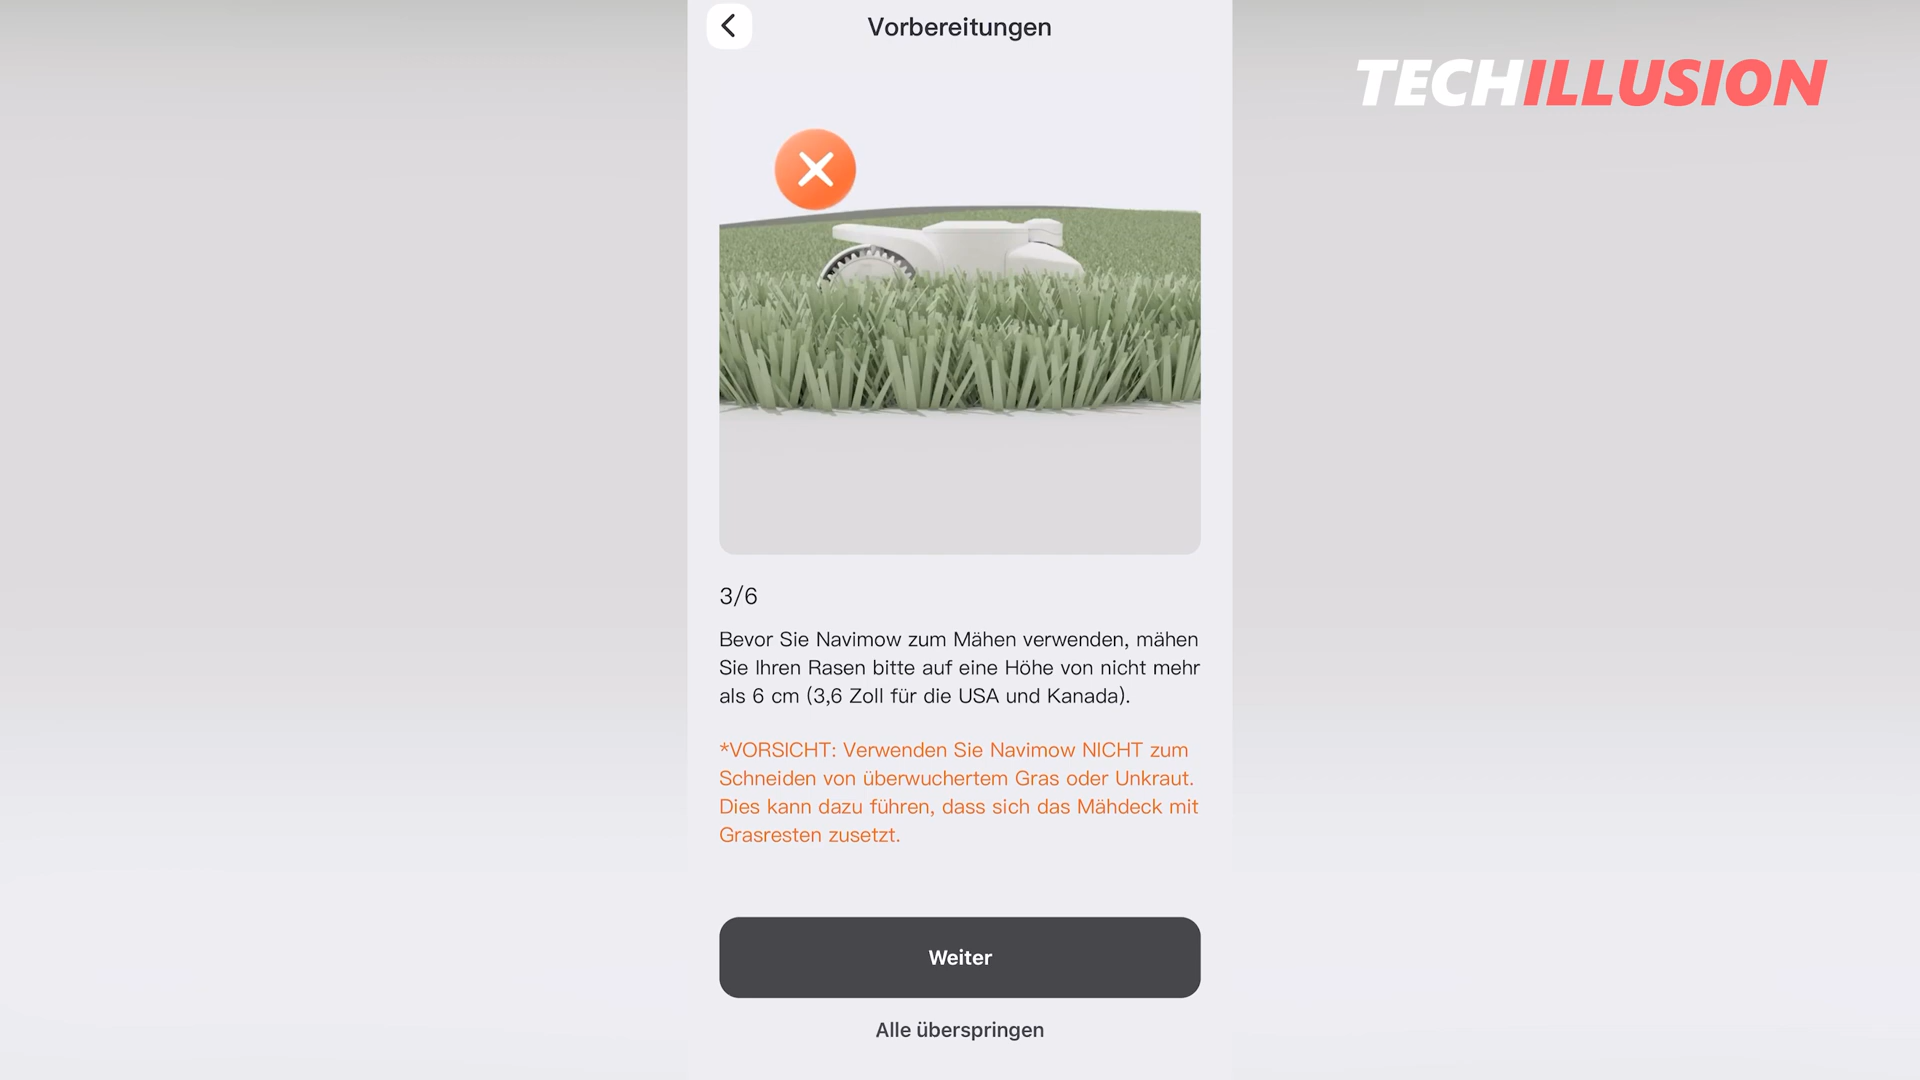 Vorbereitungen
TECHILLUSION
3/6
Bevor Sie Navimow zum Mähen verwenden, mähen
Sie Ihren Rasen bitte auf eine Höhe von nicht mehr
als 6 cm (3,6 Zoll für die USA und Kanada).
*VORSICHT: Verwenden Sie Navimow NICHT zum
Schneiden von überwuchertem Gras oder Unkraut.
Dies kann dazu führen, dass sich das Mähdeck mit
Grasresten zusetzt.
Weiter
Alle überspringen